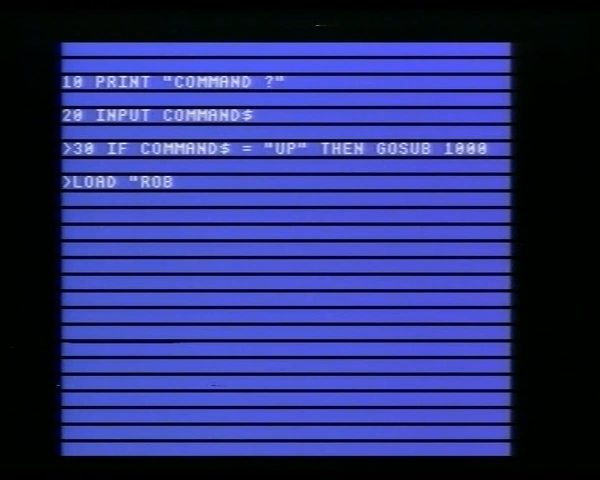 10 PRINT "COMMAND ?"
20 INPUT COMMAND$
>30 IF COMMAND$ = "UP" THEN GOSUB 1000
>LOAD "ROB